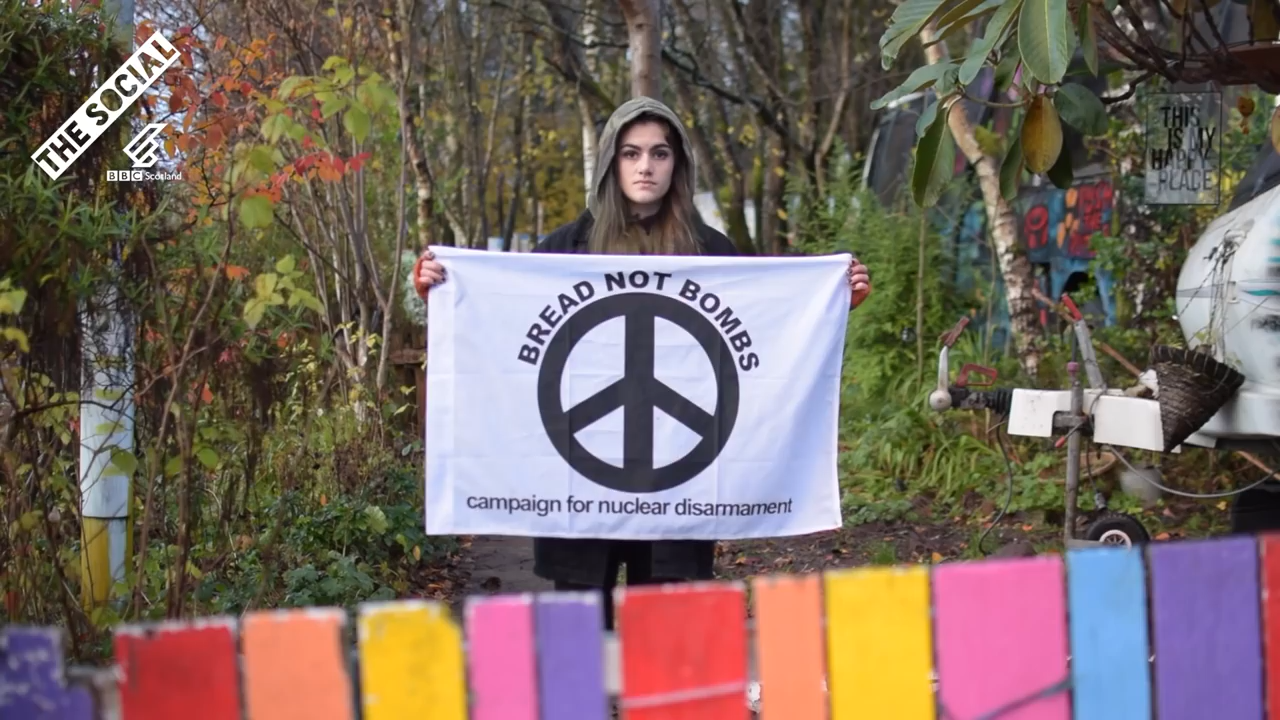 THE SOCIAL
BBC Scotland
THIS
IS MY
HAPPY
PLACE
BREAD NOT BOMBS
campaign for nuclear disarmament